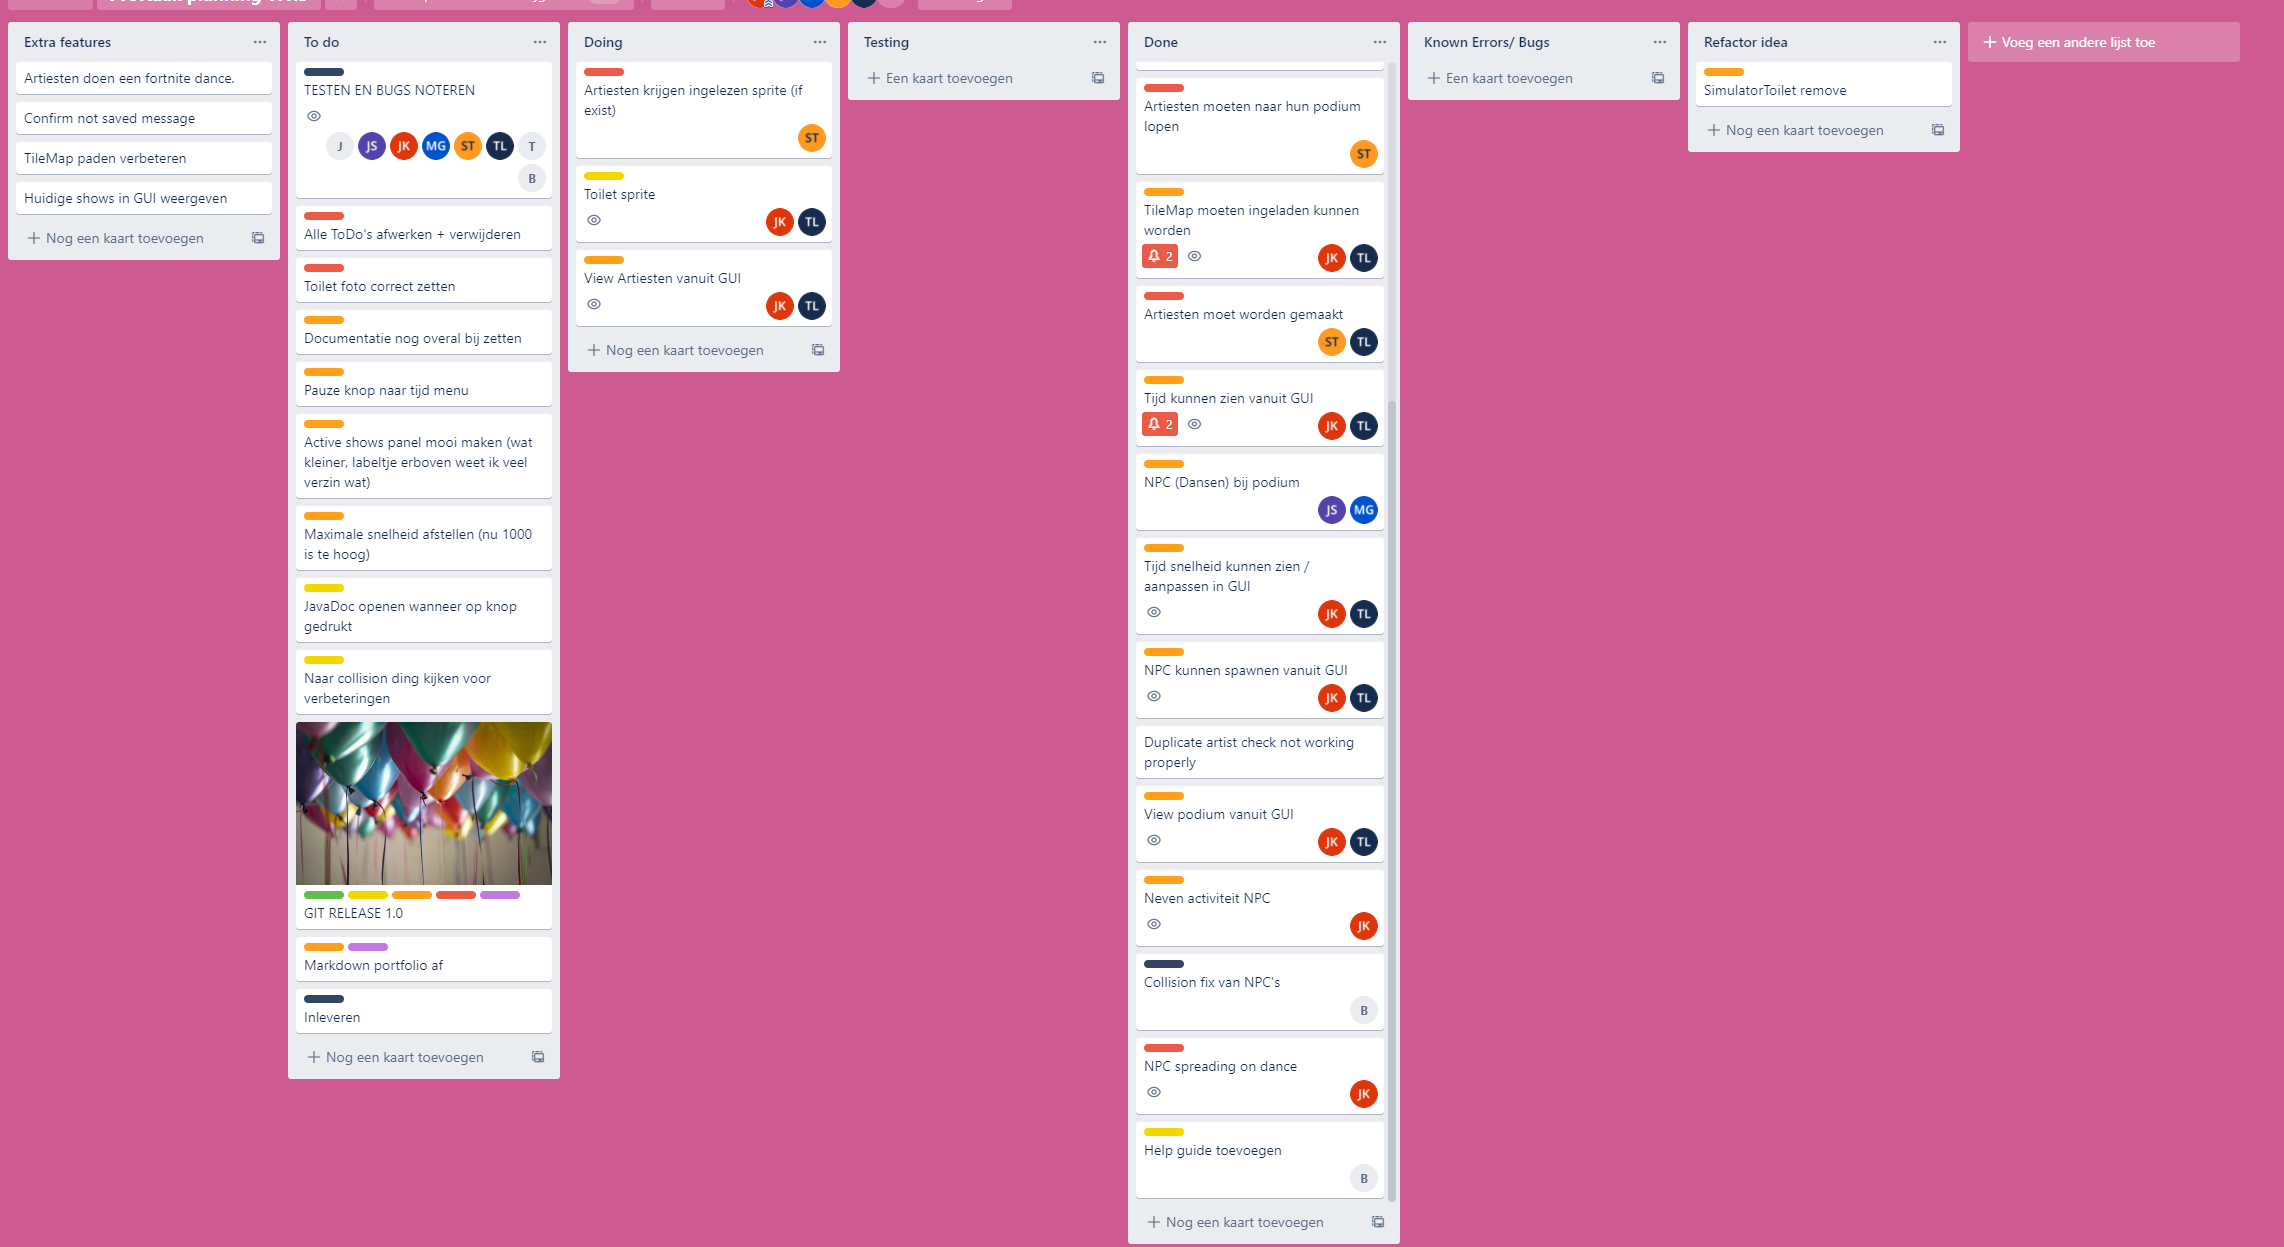 Extra features
Artiesten doen een fortnite dance.
Confirm not saved message
TileMap paden verbeteren
Huidige shows in GUI weergeven
Nog een kaart toevoegen
To do
TESTEN EN BUGS NOTEREN
J JS JK MG ST TL T
B
Alle ToDo's afwerken + verwijderen
Toilet foto correct zetten
Documentatie nog overal bij zetten
Pauze knop naar tijd menu
Active shows panel mooi maken (wat
kleiner, labeltje erboven weet ik veel
verzin wat)
Maximale snelheid afstellen (nu 1000
is te hoog)
JavaDoc openen wanneer op knop
gedrukt
Naar collision ding kijken voor
verbeteringen
GIT RELEASE 1.0
Markdown portfolio af
Inleveren
Nog een kaart toevoegen
Doing
Artiesten krijgen ingelezen sprite (if
exist)
ST
Toilet sprite
JK TL
View Artiesten vanuit GUI
JK TL
Nog een kaart toevoegen
Testing
Een kaart toevoegen
Done
Artiesten moeten naar hun podium
lopen
ST
TileMap moeten ingeladen kunnen
worden
2 JK TL
Artiesten moet worden gemaakt
ST TL
Tijd kunnen zien vanuit GUI
2 JK TL
NPC (Dansen) bij podium
JS MG
Tijd snelheid kunnen zien /
aanpassen in GUI
JK TL
NPC kunnen spawnen vanuit GUI
JK TL
Duplicate artist check not working
properly
View podium vanuit GUI
JK TL
Neven activiteit NPC
JK
Collision fix van NPC's
B
NPC spreading on dance
JK
Help guide toevoegen
B
Nog een kaart toevoegen
Known Errors/ Bugs
Een kaart toevoegen
Refactor idea
SimulatorToilet remove
Nog een kaart toevoegen
Voeg een andere lijst toe